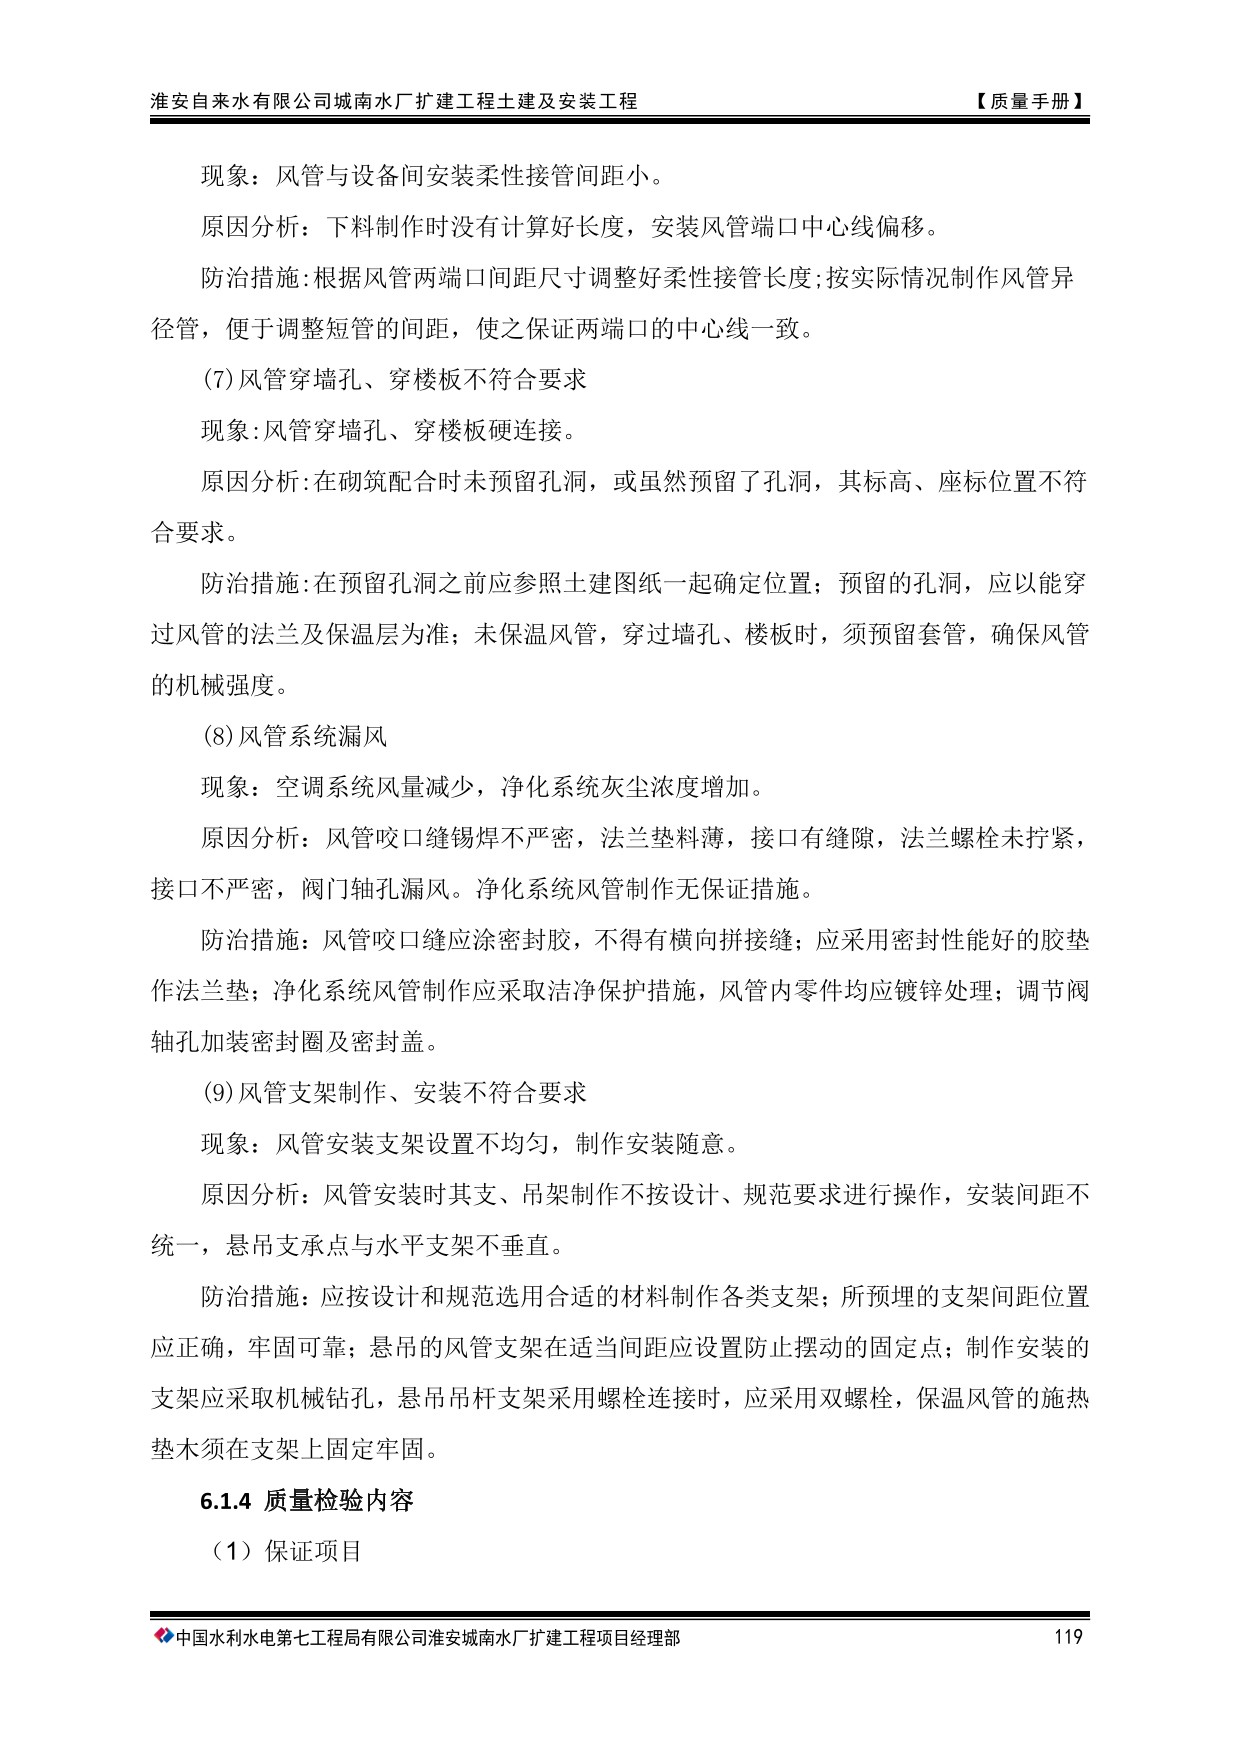 淮安自来水有限公司城南水厂扩建工程土建及安装工程 【质量手册】
现象：风管与设备间安装柔性接管间距小。
原因分析：下料制作时没有计算好长度，安装风管端口中心线偏移。
防治措施:根据风管两端口间距尺寸调整好柔性接管长度;按实际情况制作风管异
径管，便于调整短管的间距，使之保证两端口的中心线一致。
(7)风管穿墙孔、穿楼板不符合要求
现象:风管穿墙孔、穿楼板硬连接。
原因分析:在砌筑配合时未预留孔洞，或虽然预留了孔洞，其标高、座标位置不符
合要求。
防治措施:在预留孔洞之前应参照土建图纸一起确定位置；预留的孔洞，应以能穿
过风管的法兰及保温层为准；未保温风管，穿过墙孔、楼板时，须预留套管，确保风管
的机械强度。
(8)风管系统漏风
现象：空调系统风量减少，净化系统灰尘浓度增加。
原因分析：风管咬口缝锡焊不严密，法兰垫料薄，接口有缝隙，法兰螺栓未拧紧，
接口不严密，阀门轴孔漏风。净化系统风管制作无保证措施。
防治措施：风管咬口缝应涂密封胶，不得有横向拼接缝；应采用密封性能好的胶垫
作法兰垫；净化系统风管制作应采取洁净保护措施，风管内零件均应镀锌处理；调节阀
轴孔加装密封圈及密封盖。
(9)风管支架制作、安装不符合要求
现象：风管安装支架设置不均匀，制作安装随意。
原因分析：风管安装时其支、吊架制作不按设计、规范要求进行操作，安装间距不
统一，悬吊支承点与水平支架不垂直。
防治措施：应按设计和规范选用合适的材料制作各类支架；所预埋的支架间距位置
应正确，牢固可靠；悬吊的风管支架在适当间距应设置防止摆动的固定点；制作安装的
支架应采取机械钻孔，悬吊吊杆支架采用螺栓连接时，应采用双螺栓，保温风管的施热
垫木须在支架上固定牢固。
6.1.4 质量检验内容
（1）保证项目
中国水利水电第七工程局有限公司淮安城南水厂扩建工程项目经理部 119